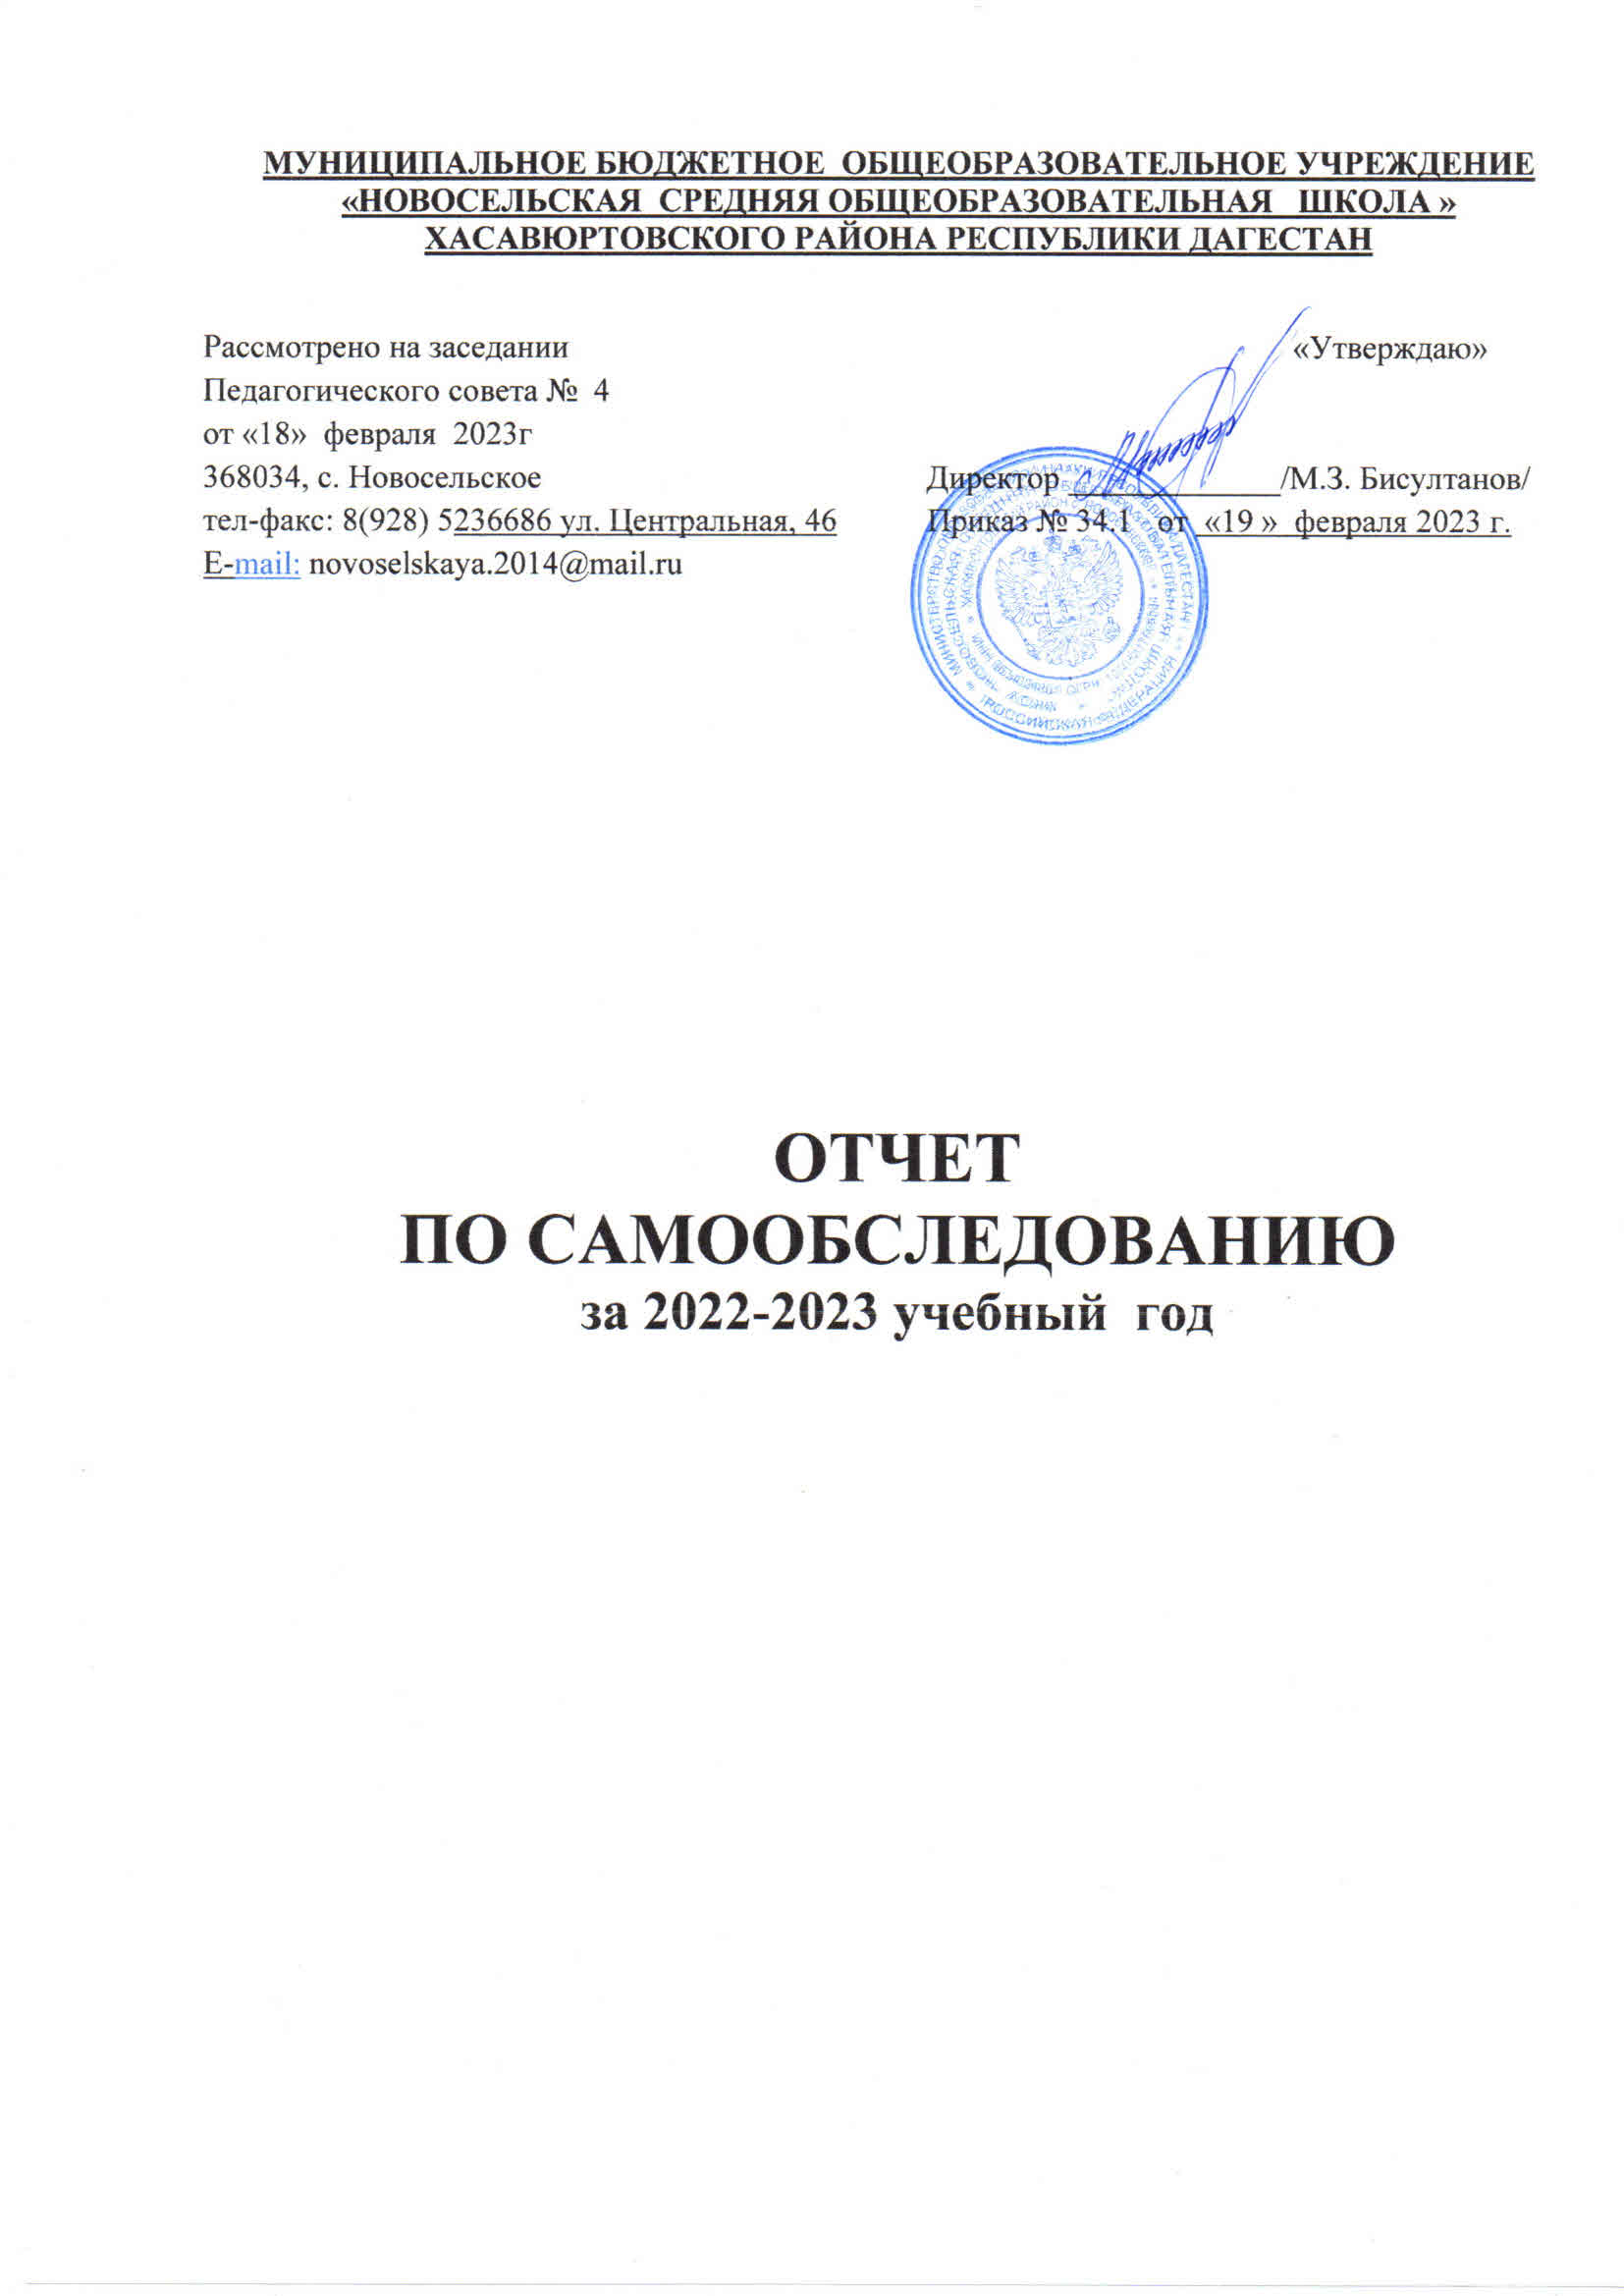 МУНИЦИПАЛЬНОЕ БЮДЖЕТНОЕ ОБЩЕОБРАЗОВАТЕЛЬНОЕ УЧРЕЖДЕНИЕ
«НОВОСЕЛЬСКАЯ СРЕДНЯЯ ОБЩЕОБРАЗОВАТЕЛЬНАЯ ШКОЛА »
ХАСАВЮРТОВСКОГО РАЙОНА РЕСПУБЛИКИ ДАГЕСТАН
Рассмотрено на заседании «Утверждаю»
Педагогического совета № 4
от «18» февраля 2023г
368034, с. Новосельское Директор ____________/М.З. Бисултанов/
тел-факс: 8(928) 5236686 ул. Центральная, 46 Приказ № 34.1 от «19 » февраля 2023 г.
E-mail: novoselskaya.2014@mail.ru
РОССИЙСКАЯ ФЕДЕРАЦИЯ
ОТЧЕТ
ПО САМООБСЛЕДОВАНИЮ
за 2022-2023 учебный год